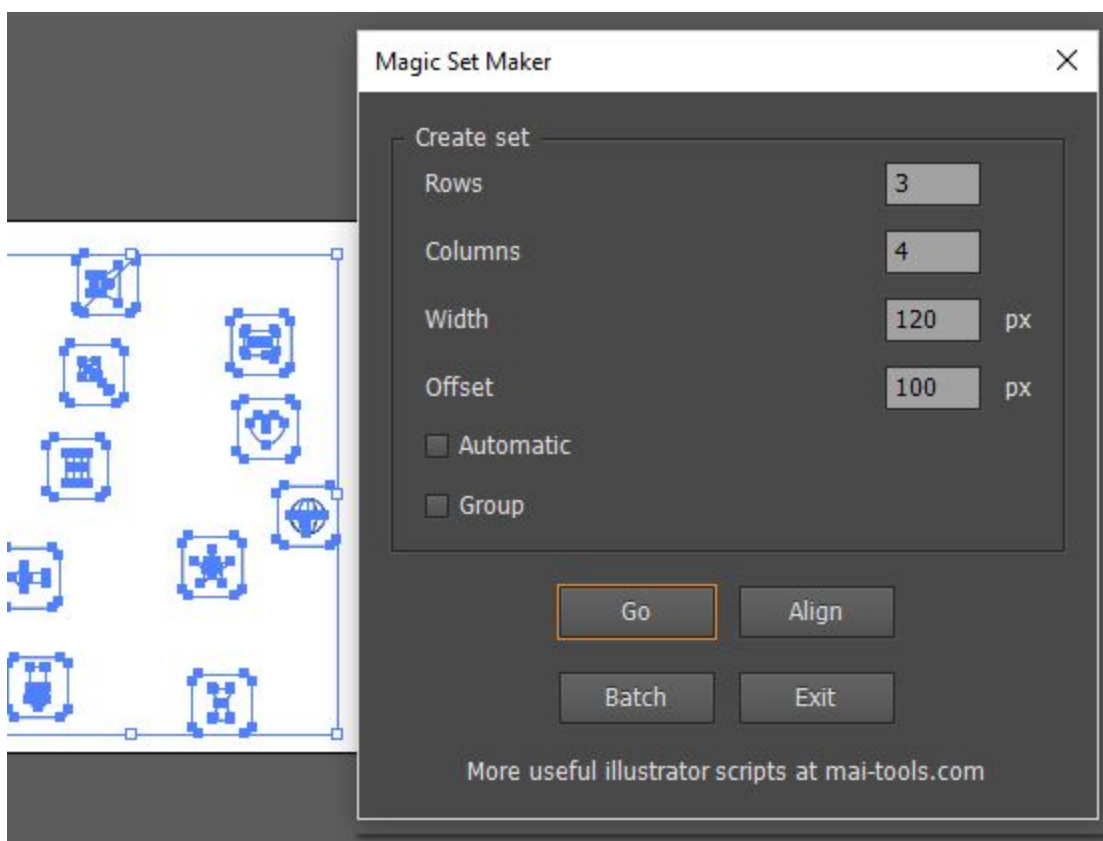 Magic Set Maker
Create set
Rows 3
Columns 4
Width 120 px
Offset 100 px
Automatic
Group
Go Align
Batch Exit
More useful illustrator scripts at mai-tools.com